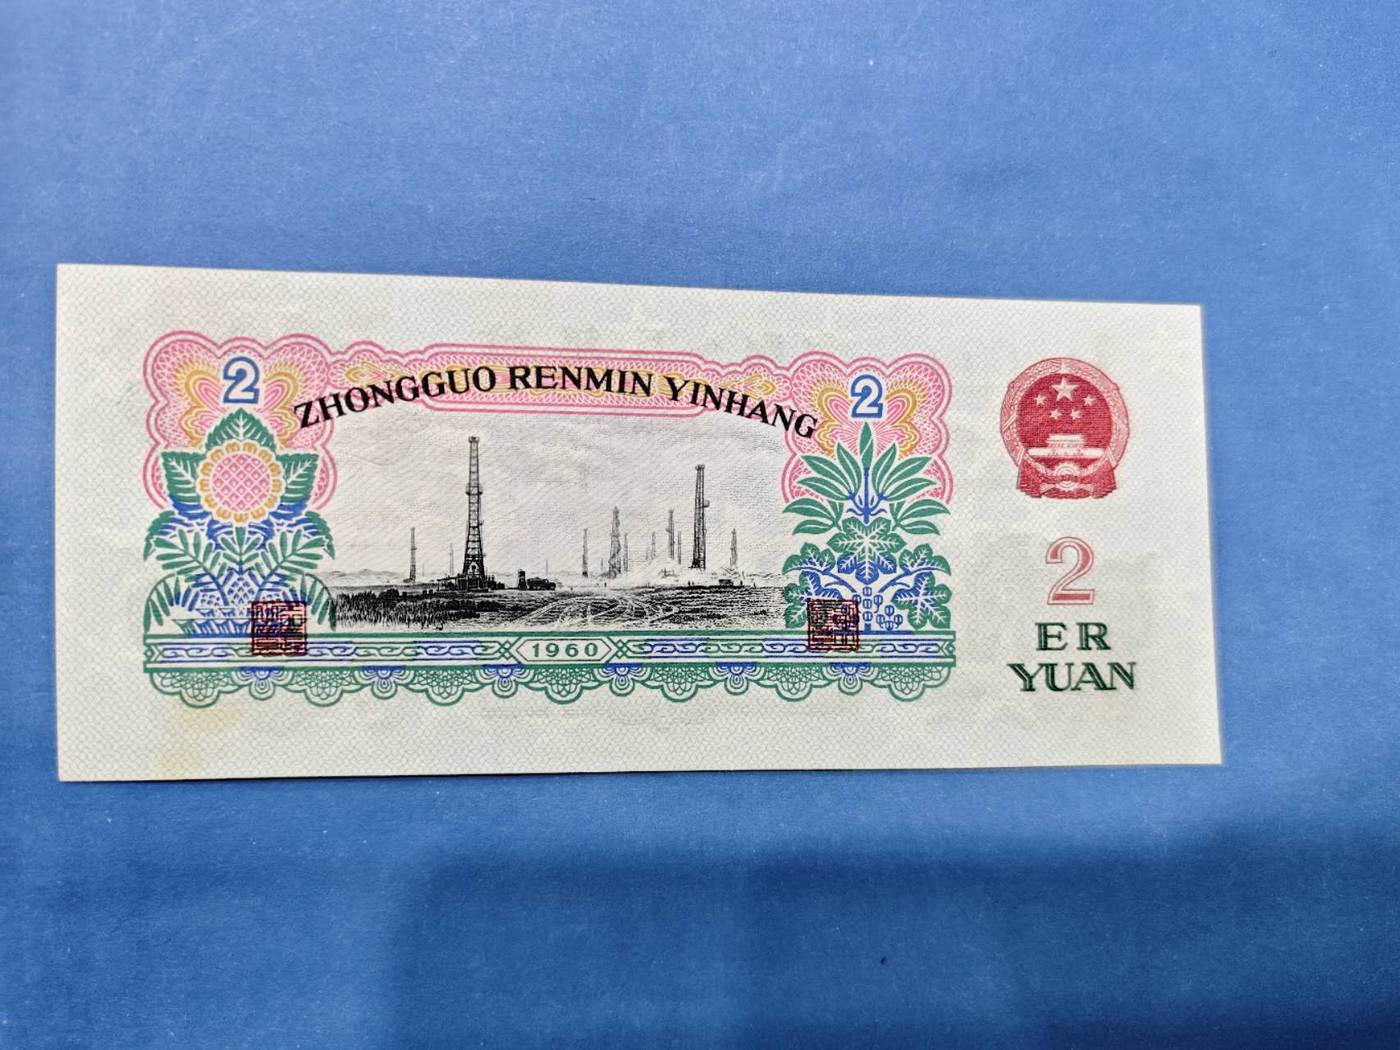 2
ZHONGGUO RENMIN YINHANG
2
1960
2
ER
YUAN